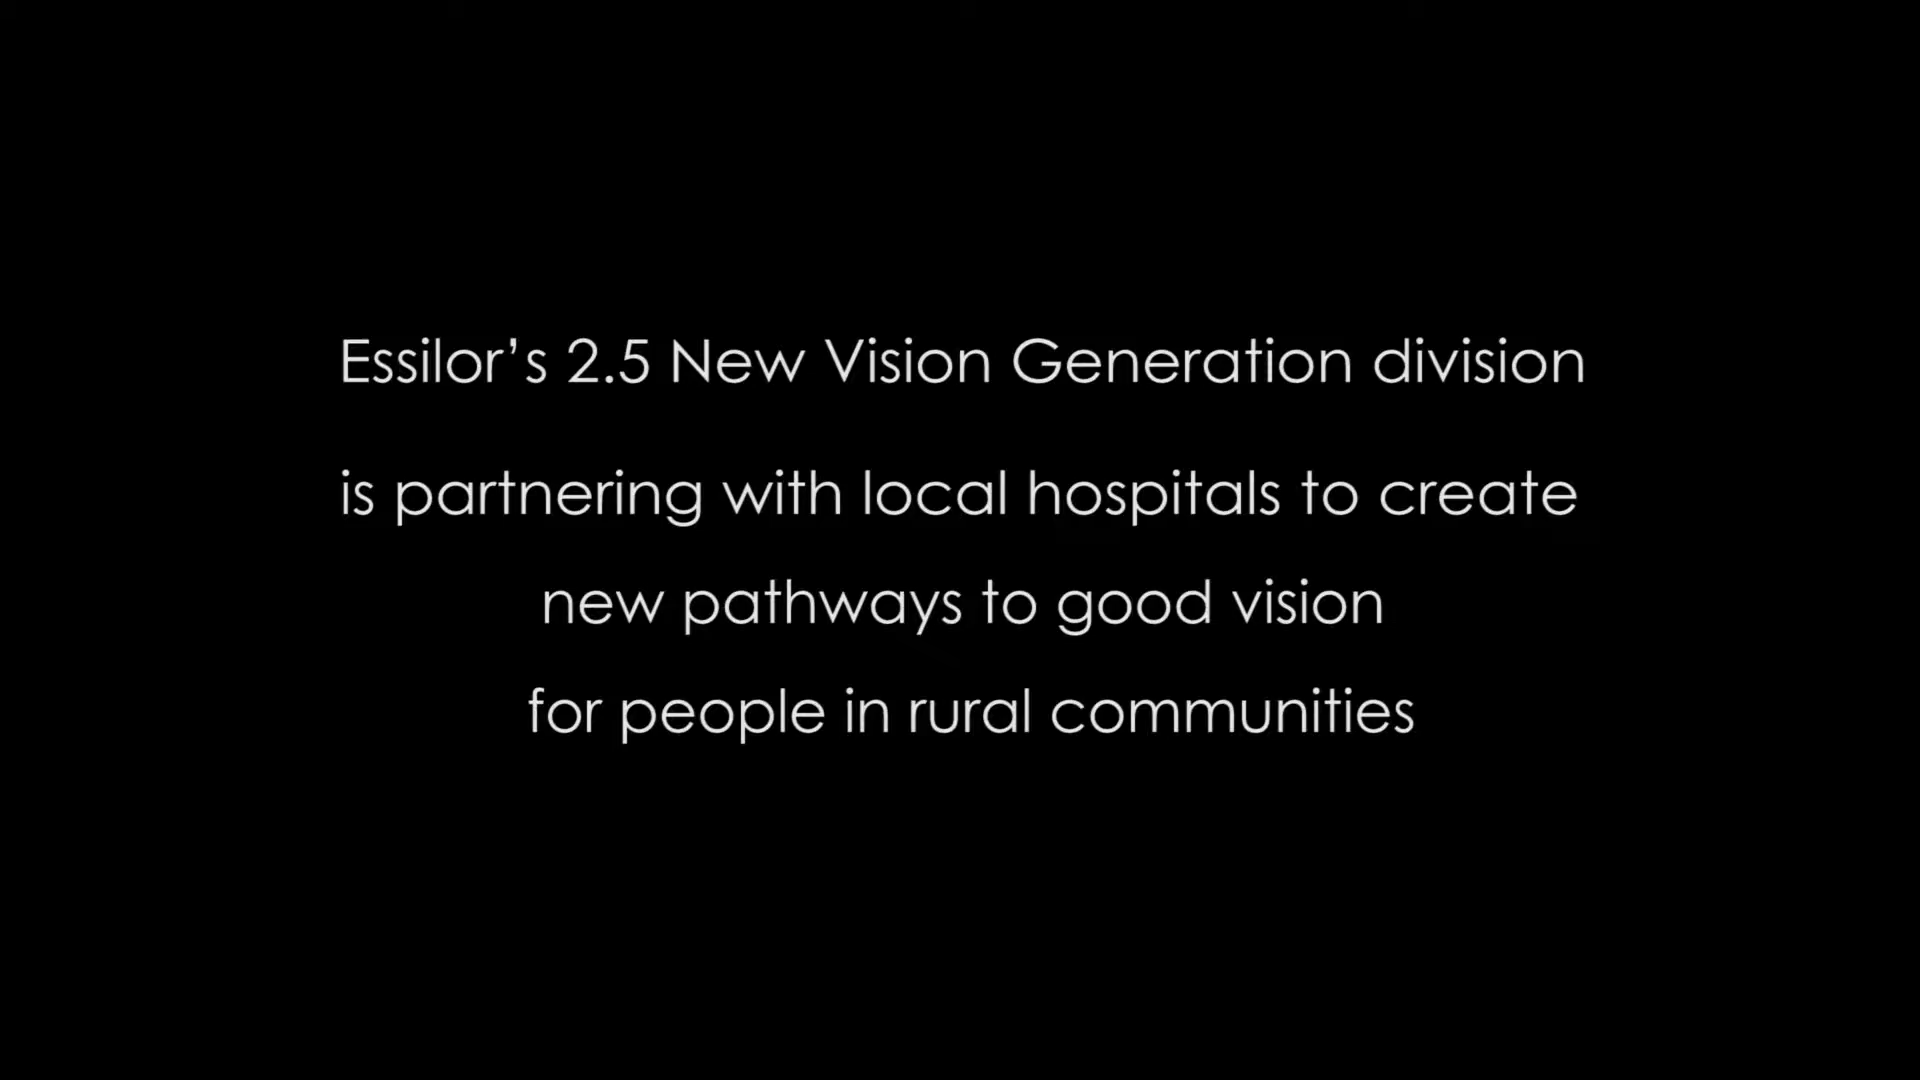 Essilor’s 2.5 New Vision Generation division
is partnering with local hospitals to create
new pathways to good vision
for people in rural communities